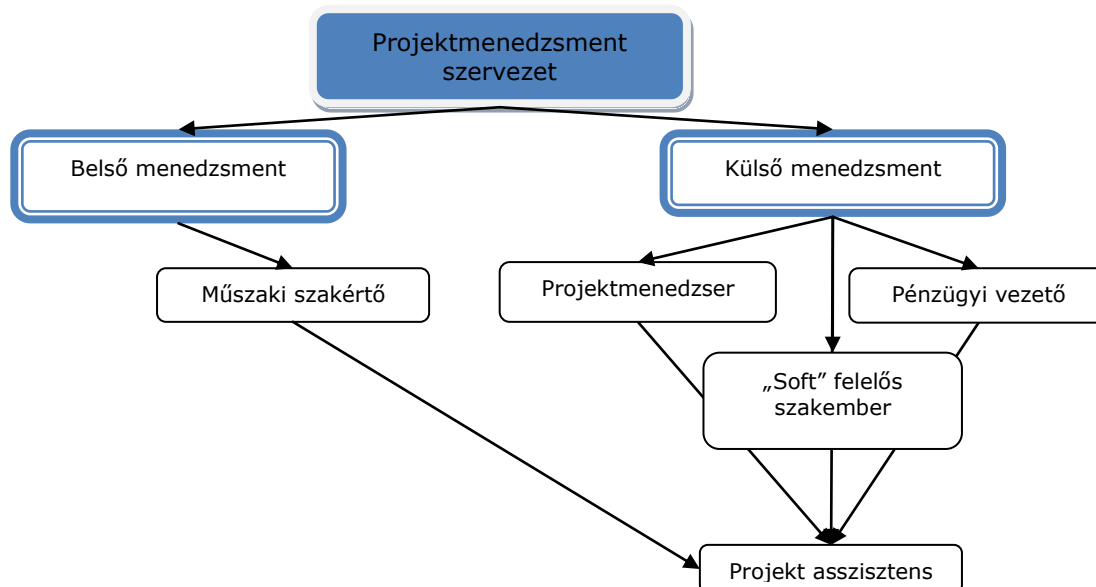 Projektmenedzsment
szervezet
Belső menedzsment
Külső menedzsment
Műszaki szakértő
Projektmenedzser
Pénzügyi vezető
„Soft” felelős
szakember
Projekt asszisztens